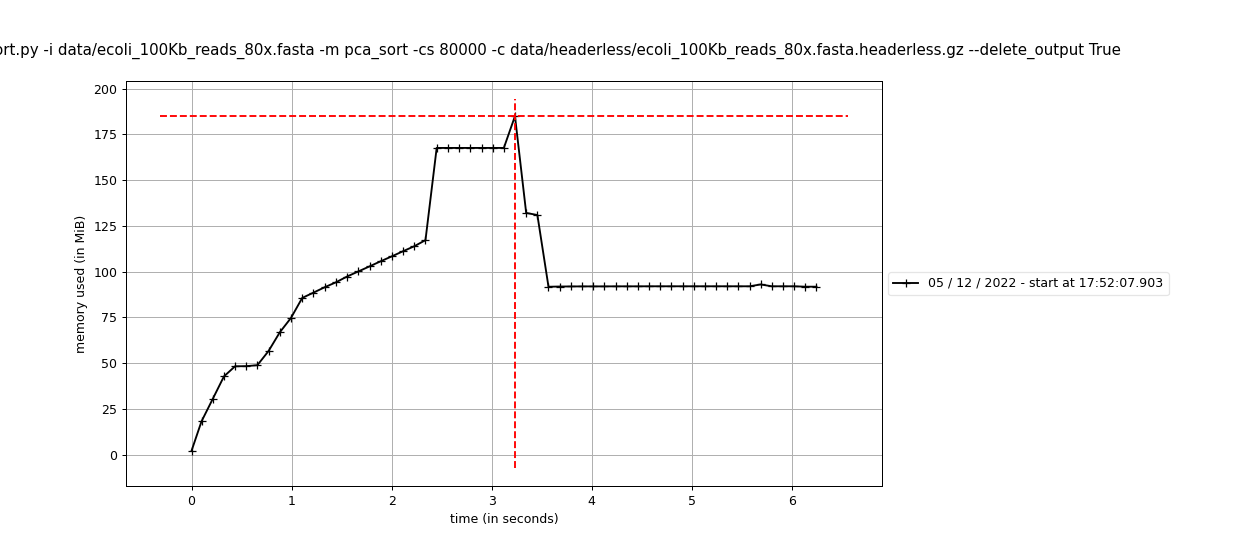 ort.py -i data/ecoli_100Kb_reads_80x.fasta -m pca_sort -cs 80000 -c data/headerless/ecoli_100Kb_reads_80x.fasta.headerless.gz --delete_output True
200
175
150
125
100
75
50
25
0
memory used (in MiB)
0 1 2 3 4 5 6
time (in seconds)
05 / 12 / 2022 - start at 17:52:07.903